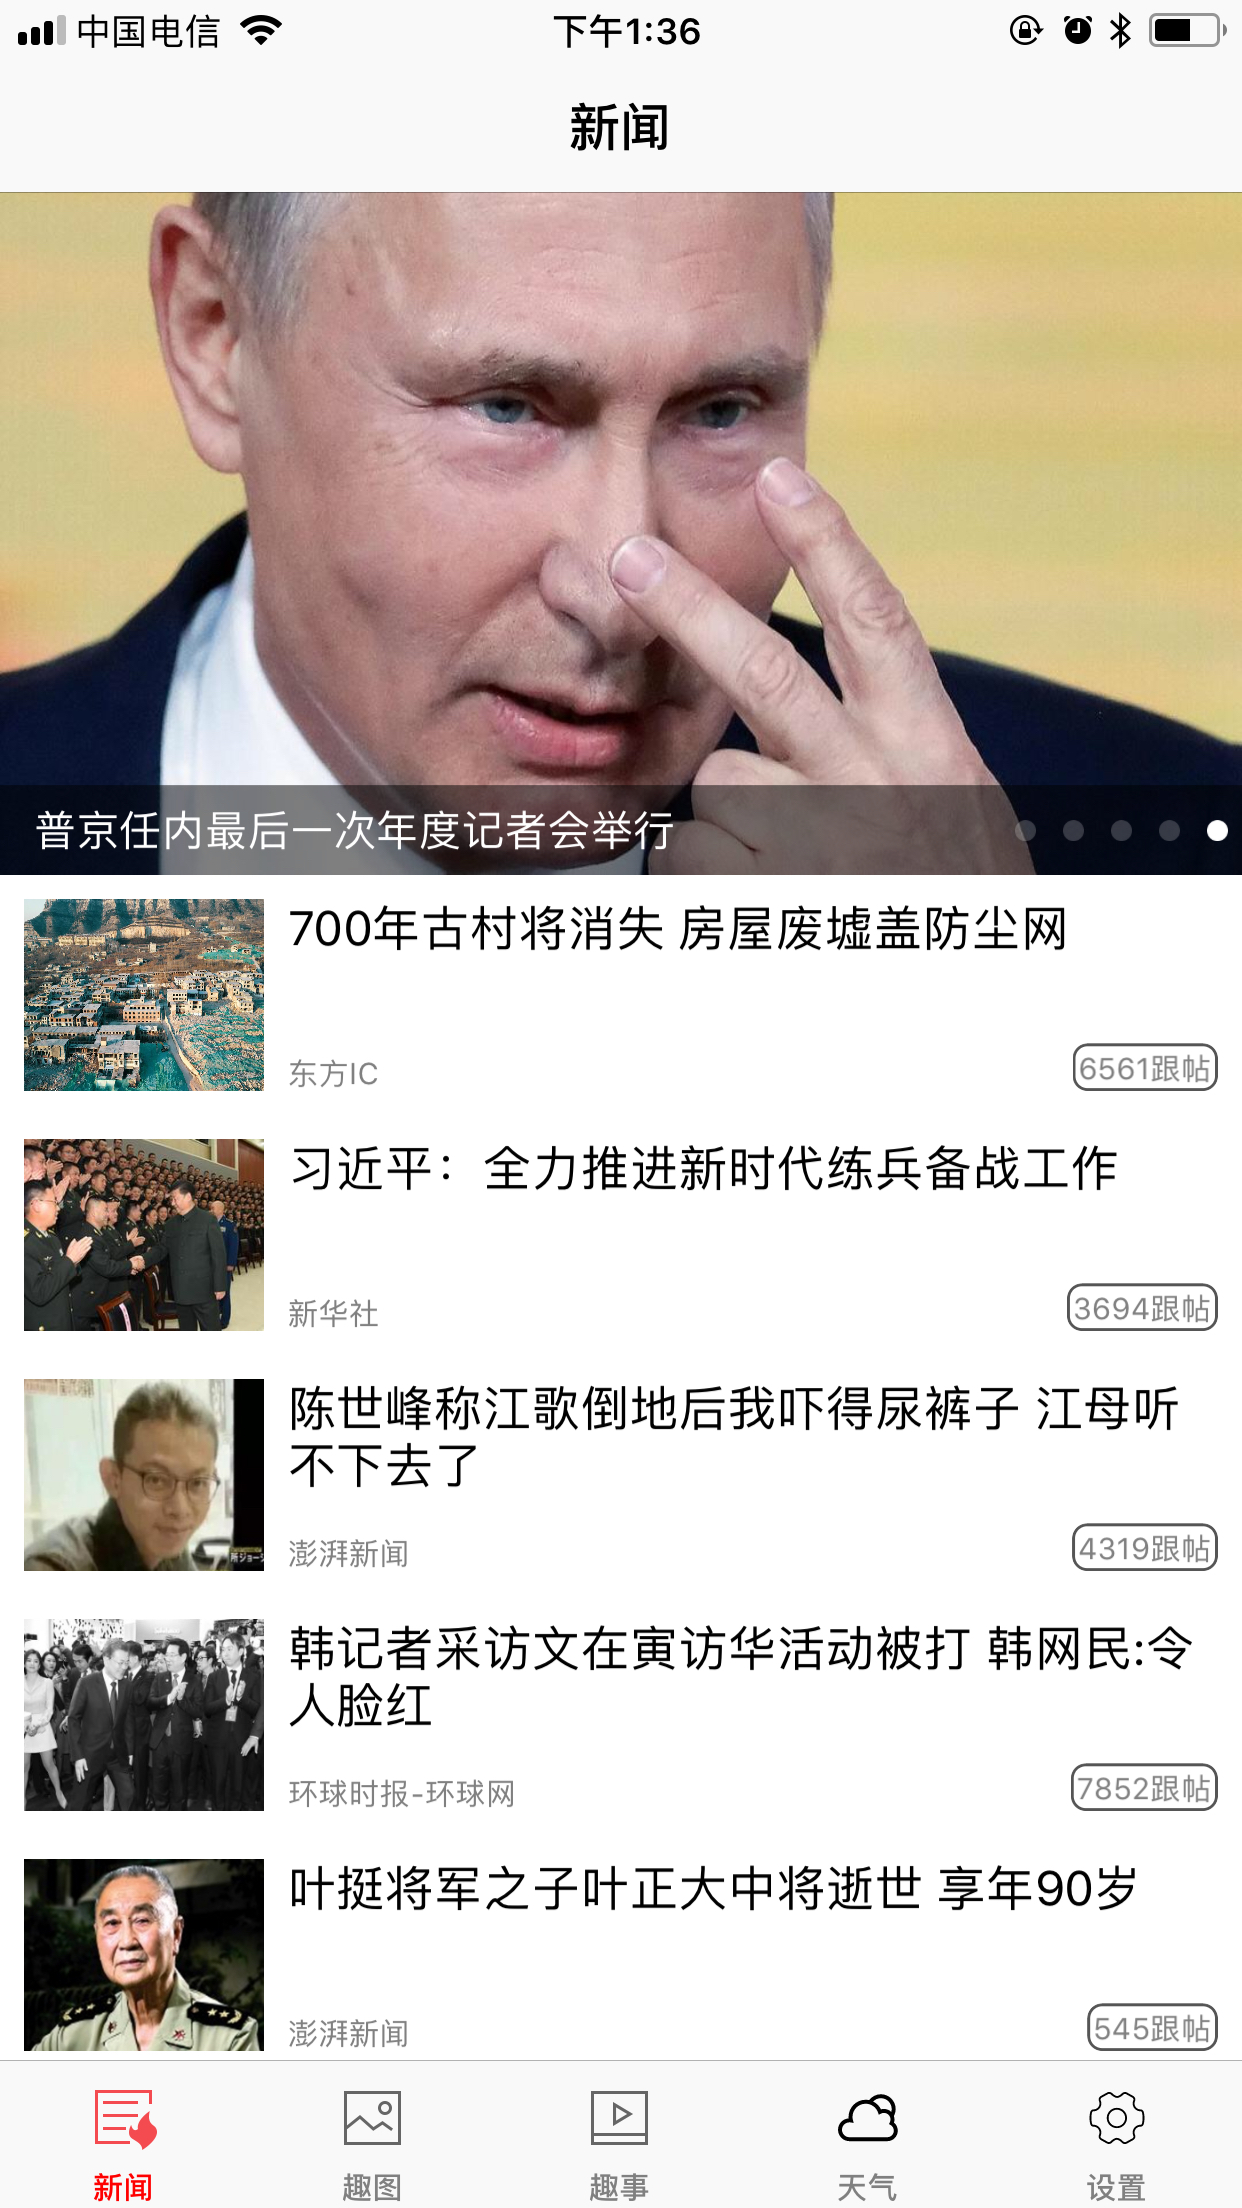 中国电信
下午1:36
新闻
普京任内最后一次年度记者会举行
700年古村将消失 房屋废墟盖防尘网
东方IC
6561跟帖
习近平：全力推进新时代练兵备战工作
新华社
3694跟帖
陈世峰称江歌倒地后我吓得尿裤子 江母听
不下去了
澎湃新闻
4319跟帖
韩记者采访文在寅访华活动被打 韩网民:令
人脸红
环球时报-环球网
7852跟帖
叶挺将军之子叶正大中将逝世 享年90岁
澎湃新闻
545跟帖
新闻
趣图
趣事
天气
设置